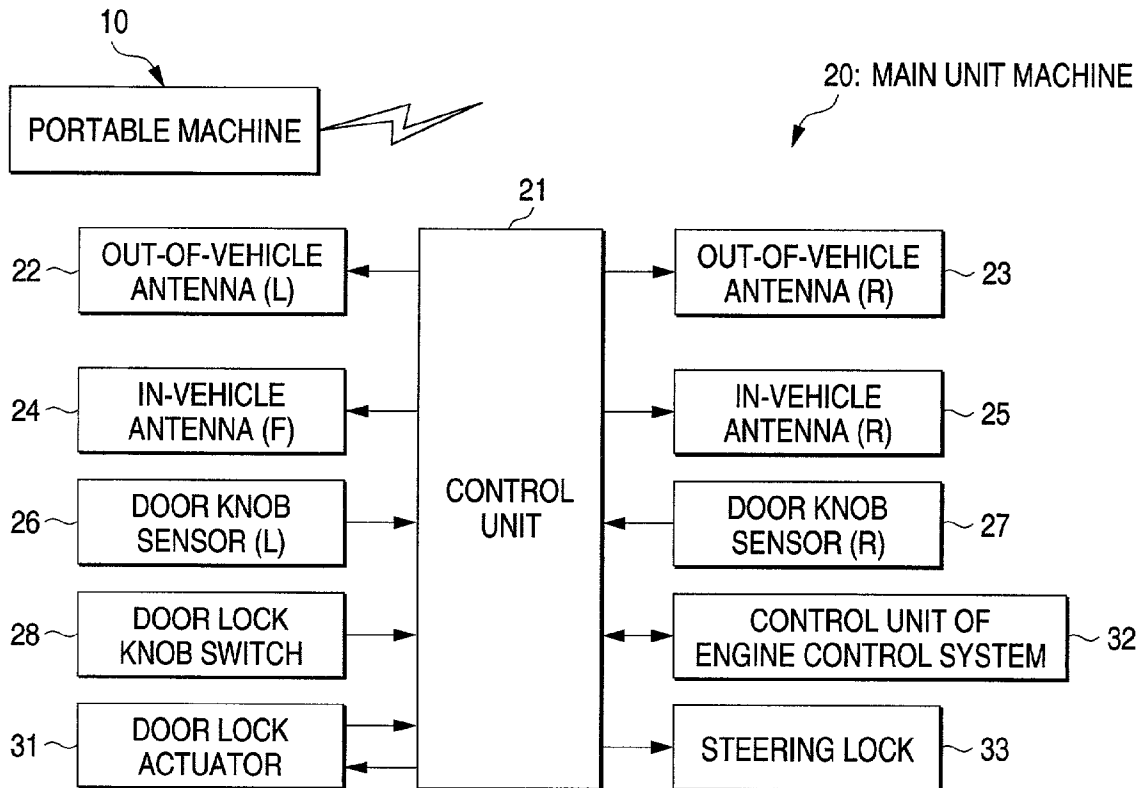 10
PORTABLE MACHINE
20: MAIN UNIT MACHINE
21
CONTROL
UNIT
22
OUT-OF-VEHICLE
ANTENNA (L)
OUT-OF-VEHICLE
ANTENNA (R)
23
24
IN-VEHICLE
ANTENNA (F)
IN-VEHICLE
ANTENNA (R)
25
26
DOOR KNOB
SENSOR (L)
DOOR KNOB
SENSOR (R)
27
28
DOOR LOCK
KNOB SWITCH
CONTROL UNIT OF
ENGINE CONTROL SYSTEM
32
31
DOOR LOCK
ACTUATOR
STEERING LOCK
33